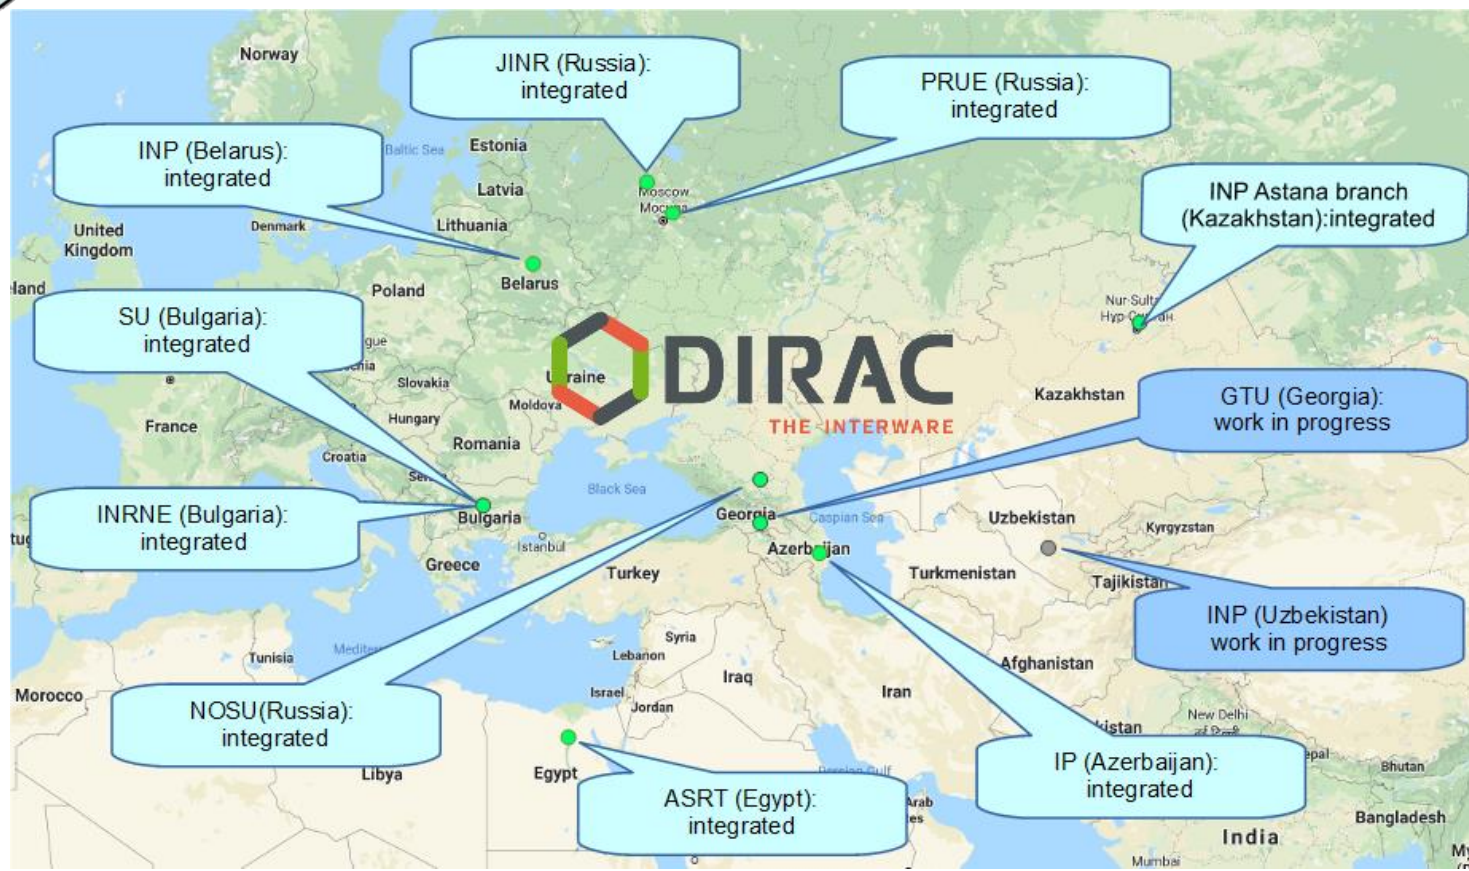 Norway
JINR (Russia):
integrated
PRUE (Russia):
integrated
INP (Belarus):
integrated
Baltic Sea
Estonia
Latvia
Moscow
INP Astana branch
(Kazakhstan):integrated
United
Kingdom
Denmark
Lithuania
Belarus
Poland
SU (Bulgaria):
integrated
Slovakia
Hungary
Moldova
DIRAC
THE INTERWARE
Kazakhstan
GTU (Georgia):
work in progress
France
Romania
Croatia
Black Sea
INRNE (Bulgaria):
integrated
Bulgaria
Georgia
Caspian Sea
Uzbekistan
Kyrgyzstan
Istanbul
Greece
Turkey
Turkmenistan
Tajikistan
INP (Uzbekistan)
work in progress
Tunisia
Syria
Lebanon
Iraq
Afghanistan
Morocco
Israel
Jordan
Iran
NOSU(Russia):
integrated
New Delhi
Libya
Egypt
Persian Gulf
IP (Azerbaijan):
integrated
Bhutan
ASRT (Egypt):
integrated
Bangladesh
India
Mumbai